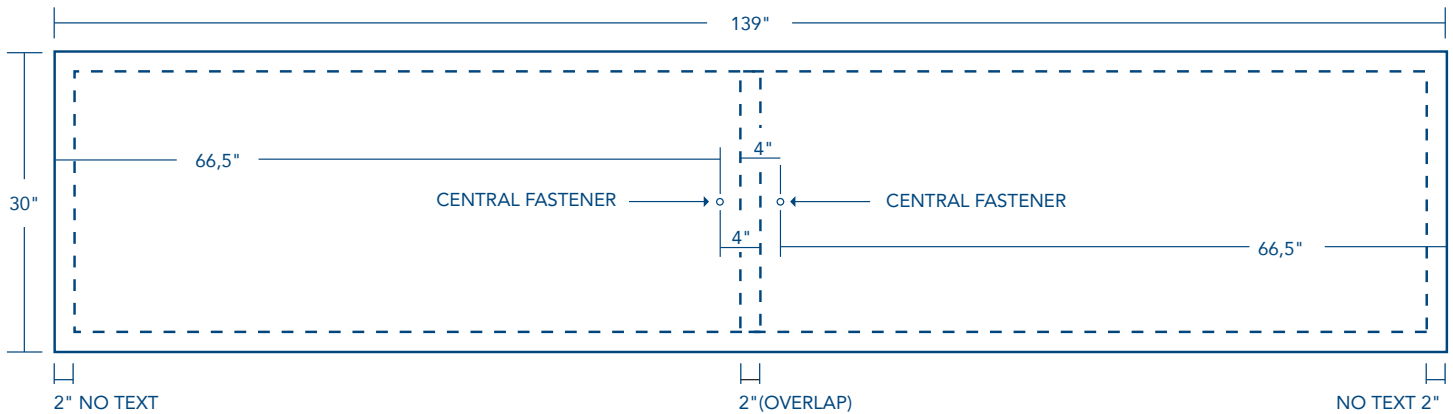 139"
4"
66,5"
30"
CENTRAL FASTENER
CENTRAL FASTENER
4"
66,5"
2" NO TEXT
2"(OVERLAP)
NO TEXT 2"